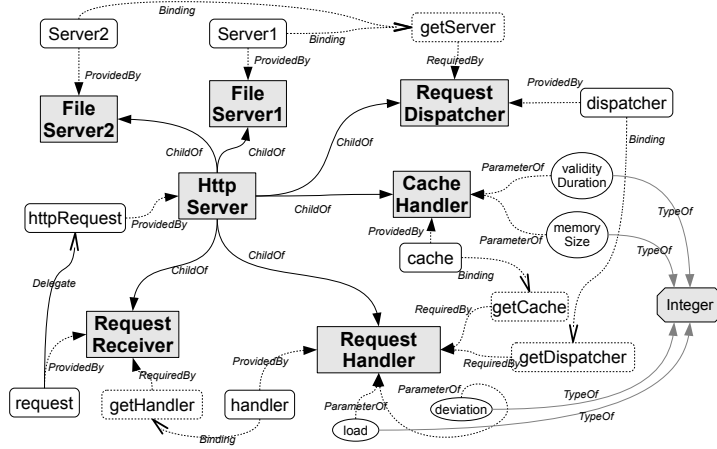 Binding
Server2
Server1
Binding
getServer
ProvidedBy
ProvidedBy
RequiredBy
File
Server2
File
Server1
Request
Dispatcher
ProvidedBy
dispatcher
Binding
ChildOf
ChildOf
ChildOf
Http
Server
Cache
Handler
ParameterOf
validity
Duration
httpRequest
ProvidedBy
ChildOf
ProvidedBy
ParameterOf
memory
Size
TypeOf
TypeOf
cache
Binding
ChildOf
ChildOf
Delegate
getCache
Integer
RequiredBy
Request
Receiver
Request
Handler
getDispatcher
RequiredBy
ProvidedBy
ProvidedBy
RequiredBy
request
getHandler
handler
Binding
ParameterOf
ParameterOf
deviation
TypeOf
load
TypeOf